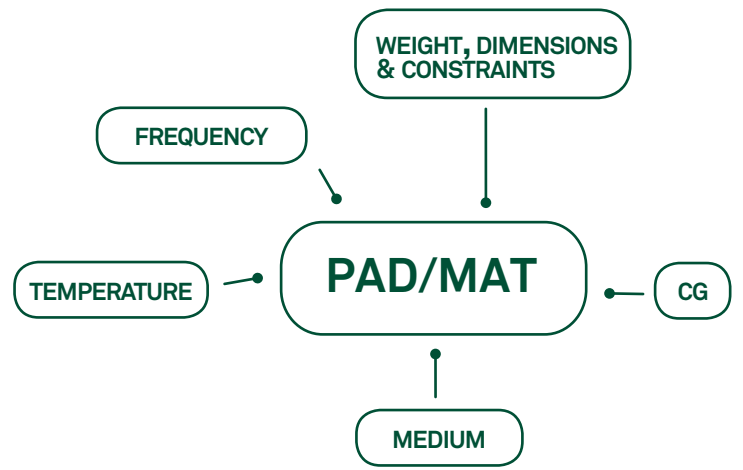 WEIGHT, DIMENSIONS
& CONSTRAINTS
FREQUENCY
PAD/MAT
TEMPERATURE
CG
MEDIUM